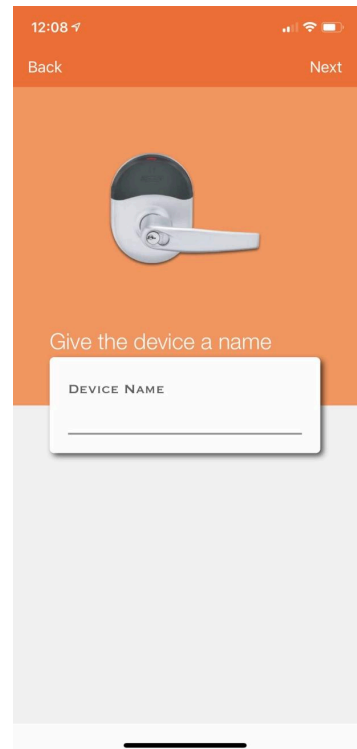 12:08
Back
Next
Give the device a name
DEVICE NAME